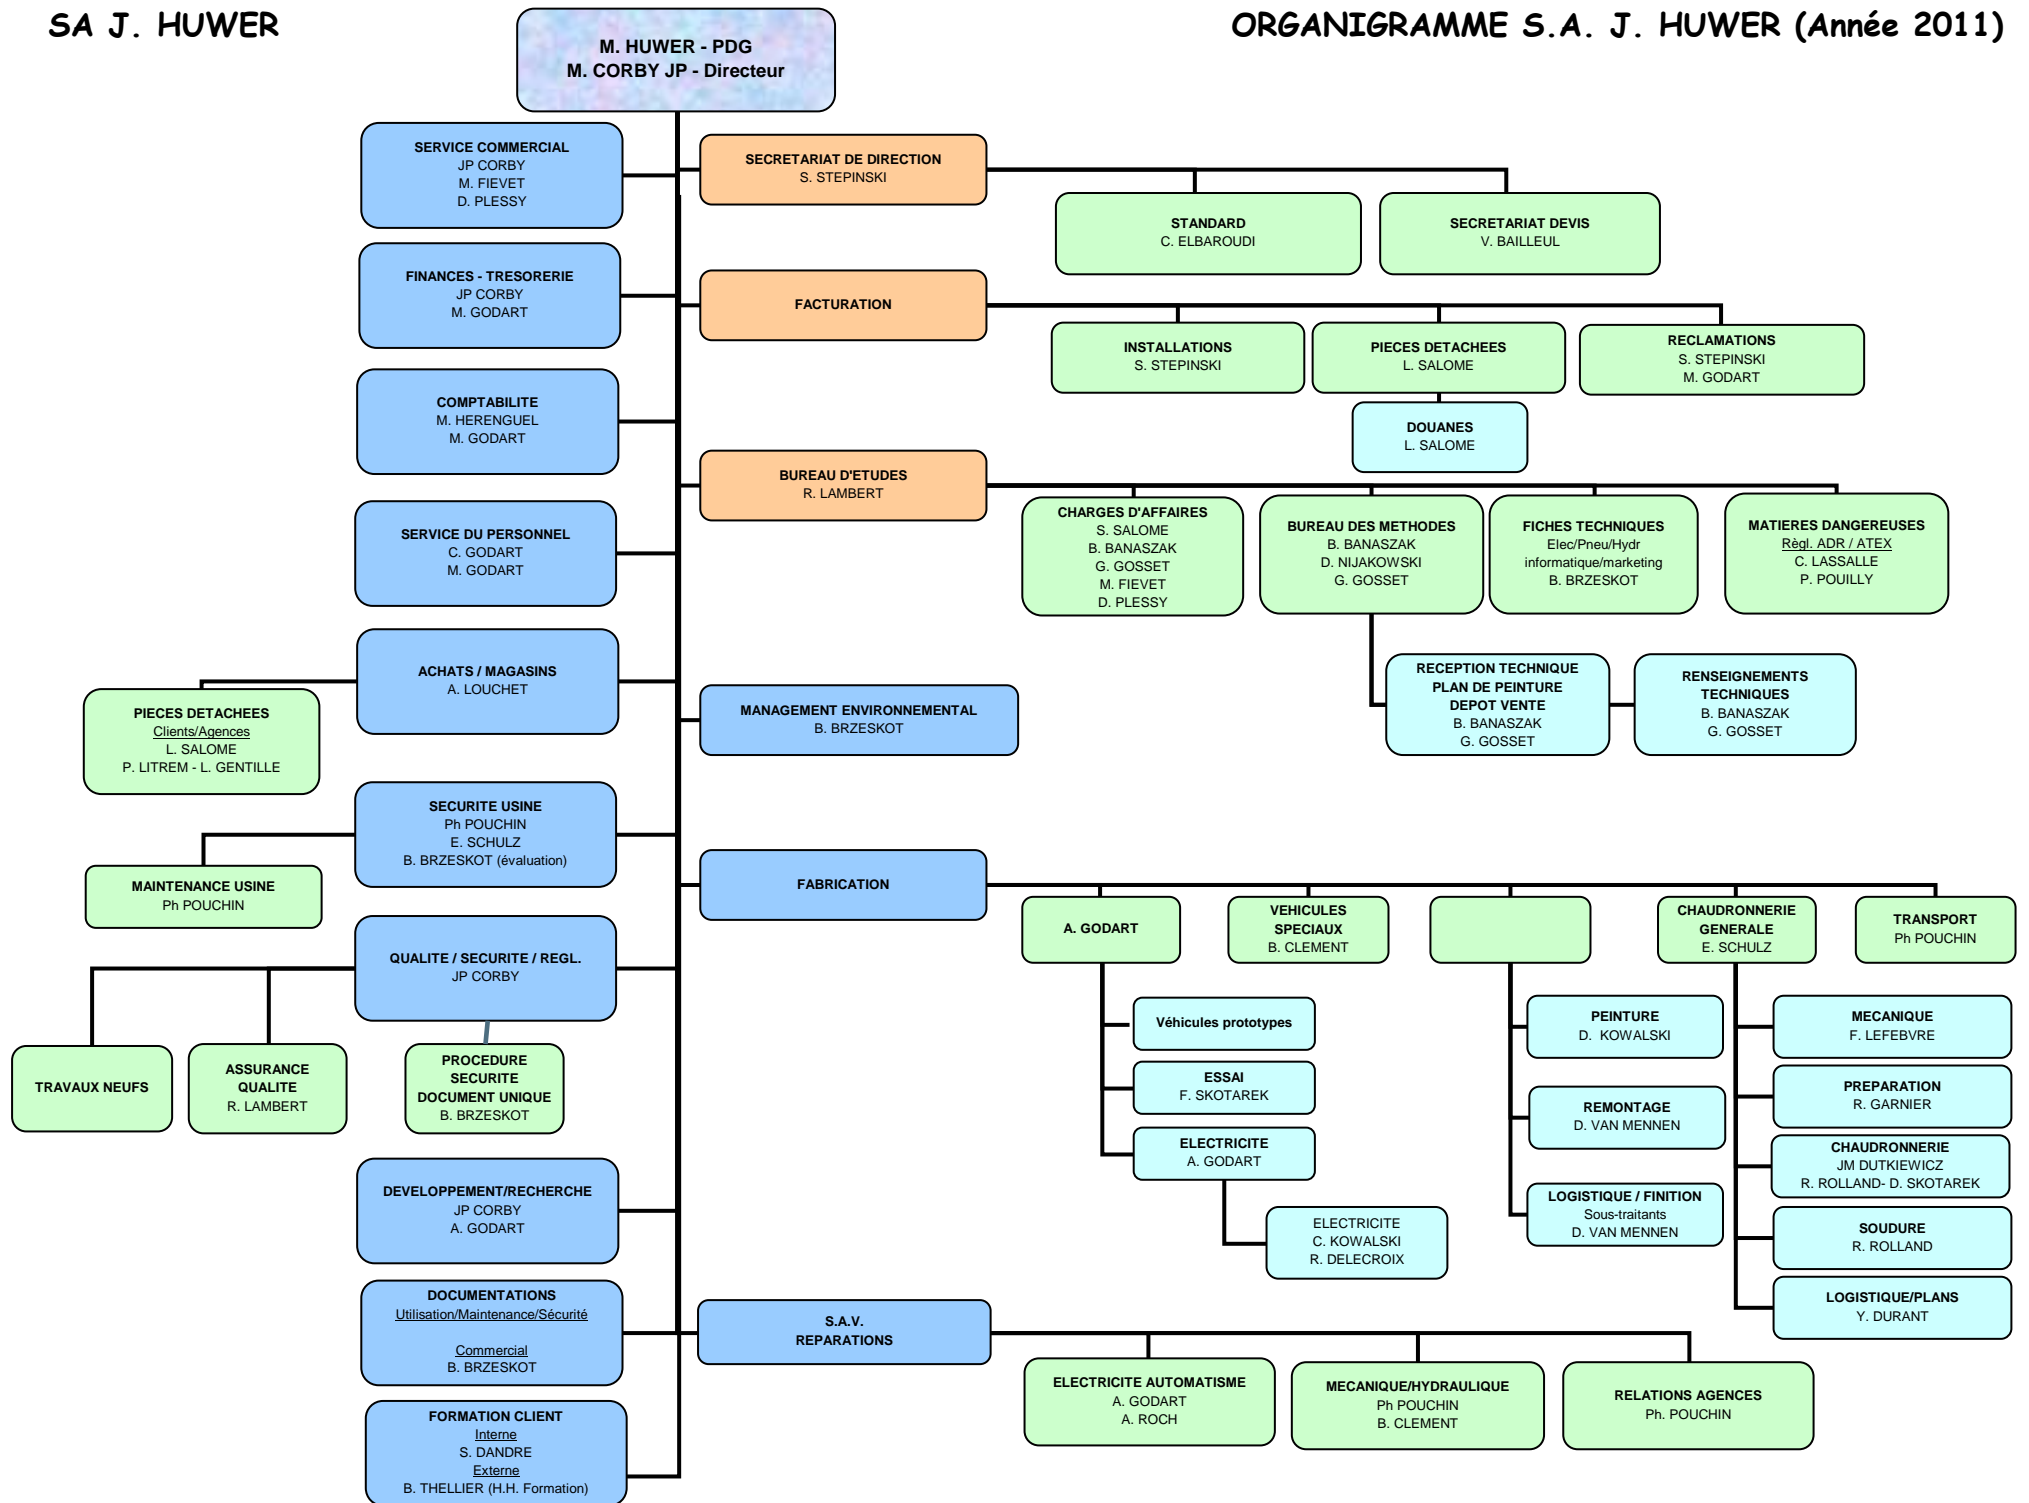 SA J. HUWER
ORGANIGRAMME S.A. J. HUWER (Année 2011)
M. HUWER - PDG
M. CORBY JP - Directeur
SERVICE COMMERCIAL
JP CORBY
M. FIEVET
D. PLESSY
SECRETARIAT DE DIRECTION
S. STEPINSKI
STANDARD
C. ELBAROUDI
SECRETARIAT DEVIS
V. BAILLEUL
FINANCES - TRESORERIE
JP CORBY
M. GODART
FACTURATION
INSTALLATIONS
S. STEPINSKI
PIECES DETACHEES
L. SALOME
RECLAMATIONS
S. STEPINSKI
M. GODART
DOUANES
L. SALOME
COMPTABILITE
M. HERENGUEL
M. GODART
BUREAU D'ETUDES
R. LAMBERT
CHARGES D'AFFAIRES
S. SALOME
B. BANASZAK
G. GOSSET
M. FIEVET
D. PLESSY
BUREAU DES METHODES
B. BANASZAK
D. NIJAKOWSKI
G. GOSSET
FICHES TECHNIQUES
Elec/Pneu/Hydr
informatique/marketing
B. BRZESKOT
MATIERES DANGEREUSES
Règl. ADR / ATEX
C. LASSALLE
P. POUILLY
SERVICE DU PERSONNEL
C. GODART
M. GODART
ACHATS / MAGASINS
A. LOUCHET
PIECES DETACHEES
Clients/Agences
L. SALOME
P. LITREM - L. GENTILLE
MANAGEMENT ENVIRONNEMENTAL
B. BRZESKOT
RECEPTION TECHNIQUE
PLAN DE PEINTURE
DEPOT VENTE
B. BANASZAK
G. GOSSET
RENSEIGNEMENTS
TECHNIQUES
B. BANASZAK
G. GOSSET
SECURITE USINE
Ph POUCHIN
E. SCHULZ
B. BRZESKOT (évaluation)
MAINTENANCE USINE
Ph POUCHIN
FABRICATION
A. GODART
VEHICULES
SPECIAUX
B. CLEMENT
CHAUDRONNERIE
GENERALE
E. SCHULZ
TRANSPORT
Ph POUCHIN
QUALITE / SECURITE / REGL.
JP CORBY
TRAVAUX NEUFS
ASSURANCE
QUALITE
R. LAMBERT
PROCEDURE
SECURITE
DOCUMENT UNIQUE
B. BRZESKOT
Véhicules prototypes
ESSAI
F. SKOTAREK
ELECTRICITE
A. GODART
ELECTRICITE
C. KOWALSKI
R. DELECROIX
PEINTURE
D. KOWALSKI
REMONTAGE
D. VAN MENNEN
LOGISTIQUE / FINITION
Sous-traitants
D. VAN MENNEN
MECANIQUE
F. LEFEBVRE
PREPARATION
R. GARNIER
CHAUDRONNERIE
JM DUTKIEWICZ
R. ROLLAND- D. SKOTAREK
SOUDURE
R. ROLLAND
LOGISTIQUE/PLANS
Y. DURANT
DEVELOPPEMENT/RECHERCHE
JP CORBY
A. GODART
DOCUMENTATIONS
Utilisation/Maintenance/Sécurité
Commercial
B. BRZESKOT
S.A.V.
REPARATIONS
ELECTRICITE AUTOMATISME
A. GODART
A. ROCH
MECANIQUE/HYDRAULIQUE
Ph POUCHIN
B. CLEMENT
RELATIONS AGENCES
Ph. POUCHIN
FORMATION CLIENT
Interne
S. DANDRE
Externe
B. THELLIER (H.H. Formation)